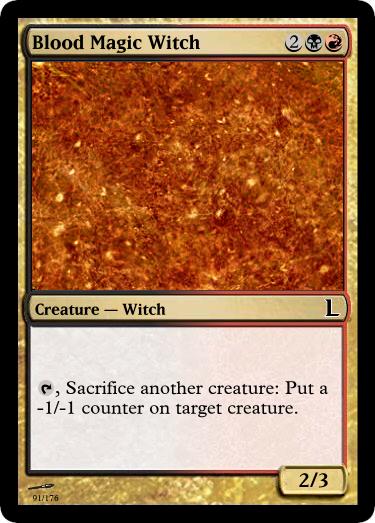 Blood Magic Witch 2
Creature — Witch L
, Sacrifice another creature: Put a
-1/-1 counter on target creature.
2/3
91/176